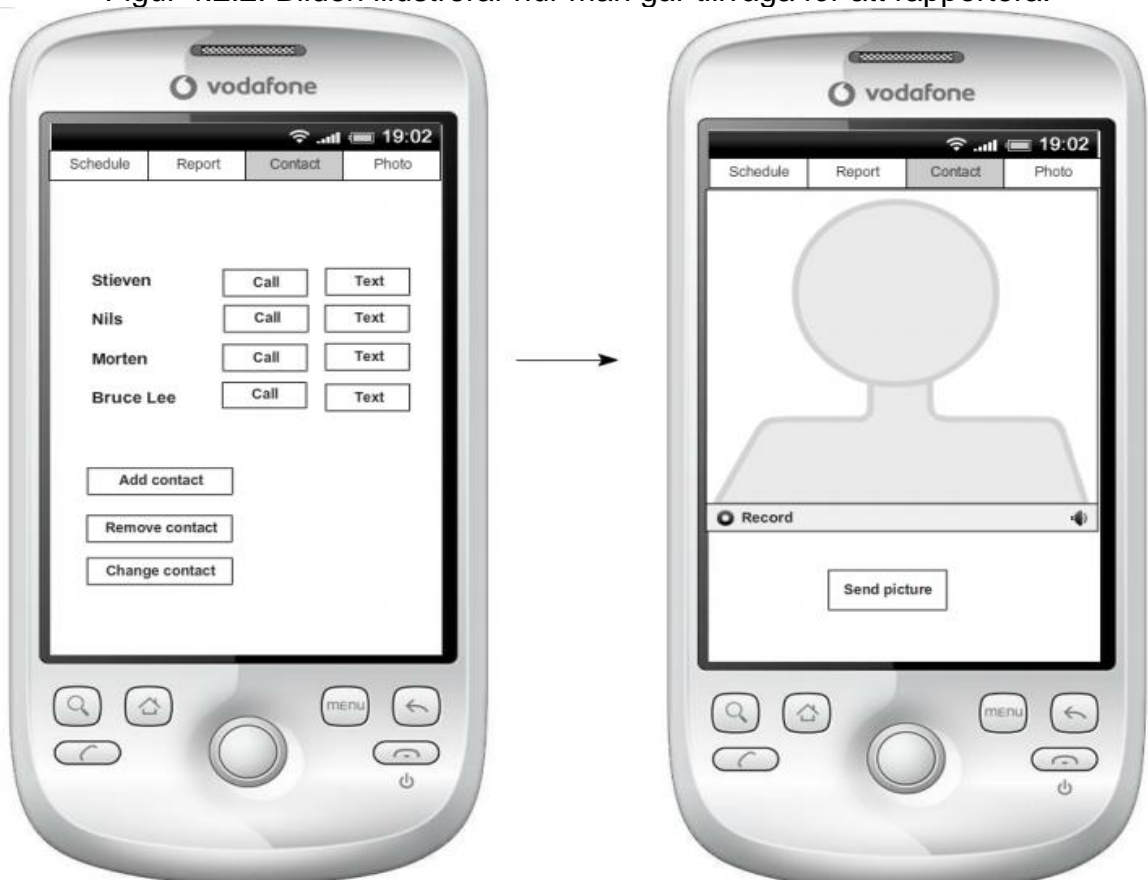 Figur 4.2.2. Bilden illustrerar hur man går tillväga för att rapportera.
vodafone
19:02
Schedule Report Contact Photo
Stieven Call Text
Nils Call Text
Morten Call Text
Bruce Lee Call Text
Add contact
Remove contact
Change contact
menu
vodafone
19:02
Schedule Report Contact Photo
Record
Send picture
menu